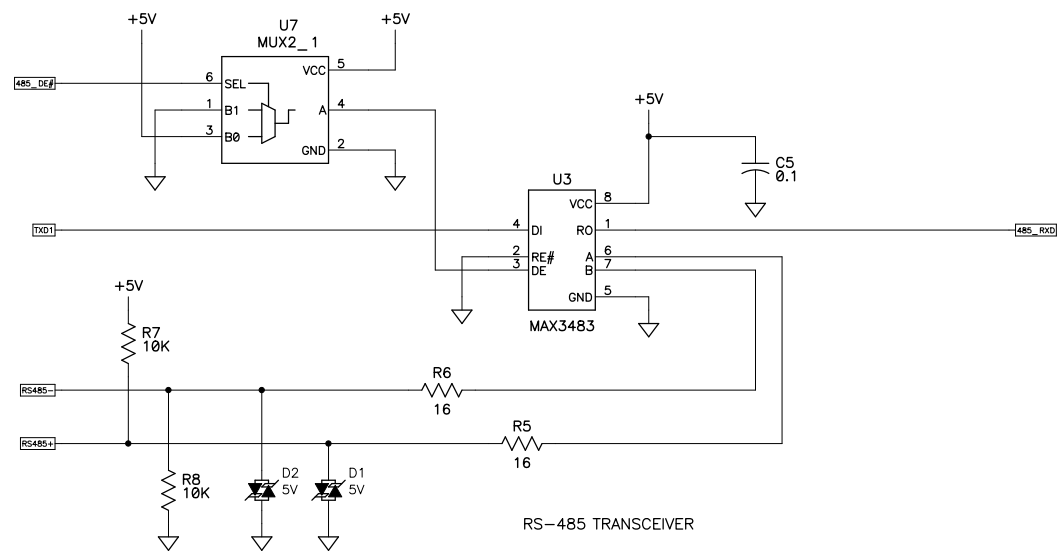 +5V
U7
MUX2_1
+5V
485_DE#
6
SEL
VCC
5
1
B1
A
4
3
B0
GND
2
+5V
C5
0.1
U3
VCC
8
TXD1
4
DI
RO
1
485_RXD
2
RE#
A
6
3
DE
B
7
GND
5
MAX3483
+5V
R7
10K
RS485-
R6
16
RS485+
R5
16
R8
10K
D2
5V
D1
5V
RS-485 TRANSCEIVER